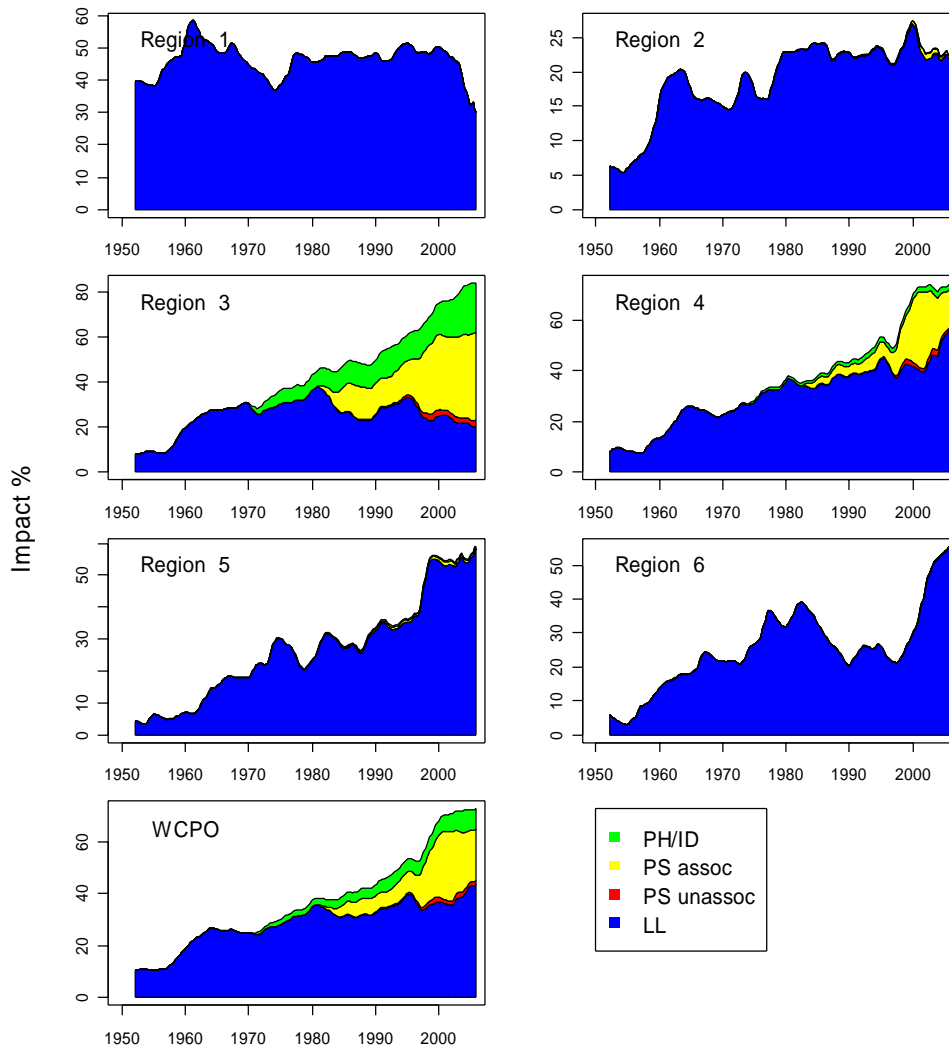 Impact %
Region 1
0 10 20 30 40 50 60
1950 1960 1970 1980 1990 2000
Region 2
0 5 10 15 20 25
1950 1960 1970 1980 1990 2000
Region 3
0 20 40 60 80
1950 1960 1970 1980 1990 2000
Region 4
0 20 40 60
1950 1960 1970 1980 1990 2000
Region 5
0 10 30 50
1950 1960 1970 1980 1990 2000
Region 6
0 10 20 30 40 50
1950 1960 1970 1980 1990 2000
WCPO
0 20 40 60
1950 1960 1970 1980 1990 2000
PH/ID
PS assoc
PS unassoc
LL